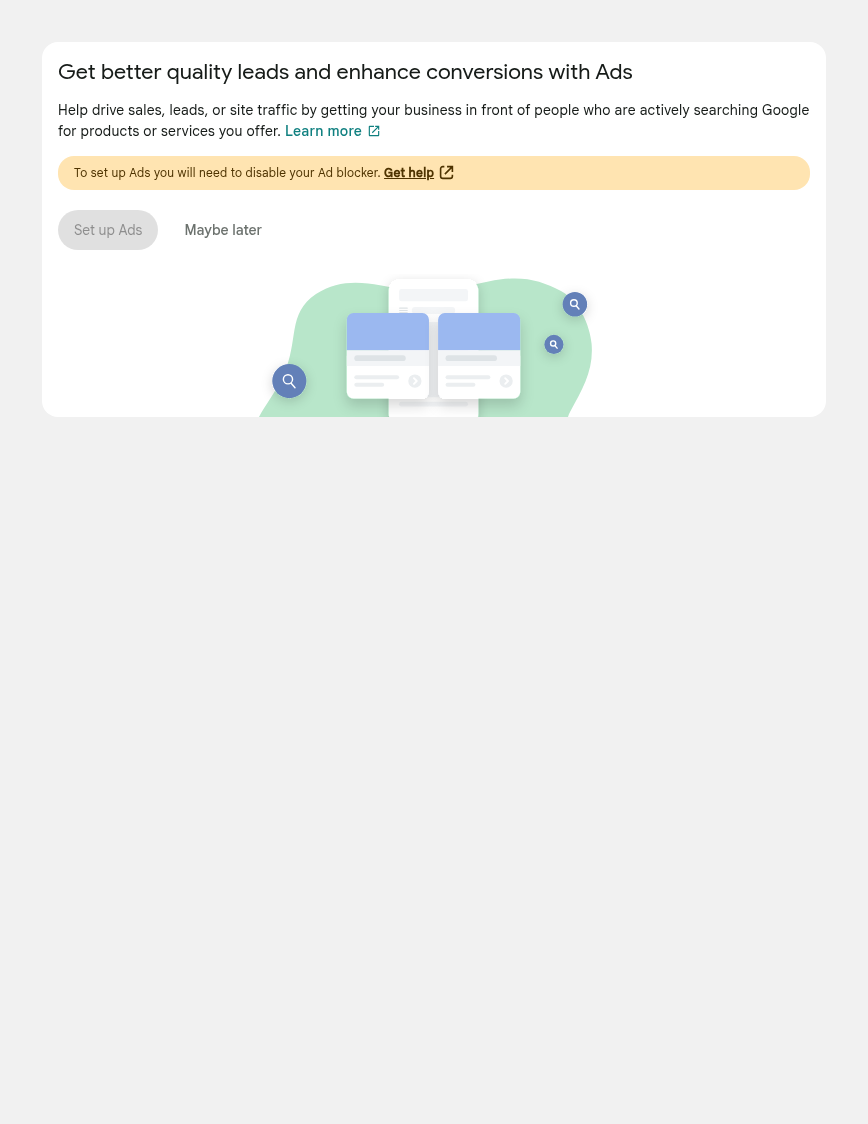 Get better quality leads and enhance conversions with Ads
Help drive sales, leads, or site traffic by getting your business in front of people who are actively searching Google
for products or services you offer. Learn more
To set up Ads you will need to disable your Ad blocker. Get help
Set up Ads
Maybe later